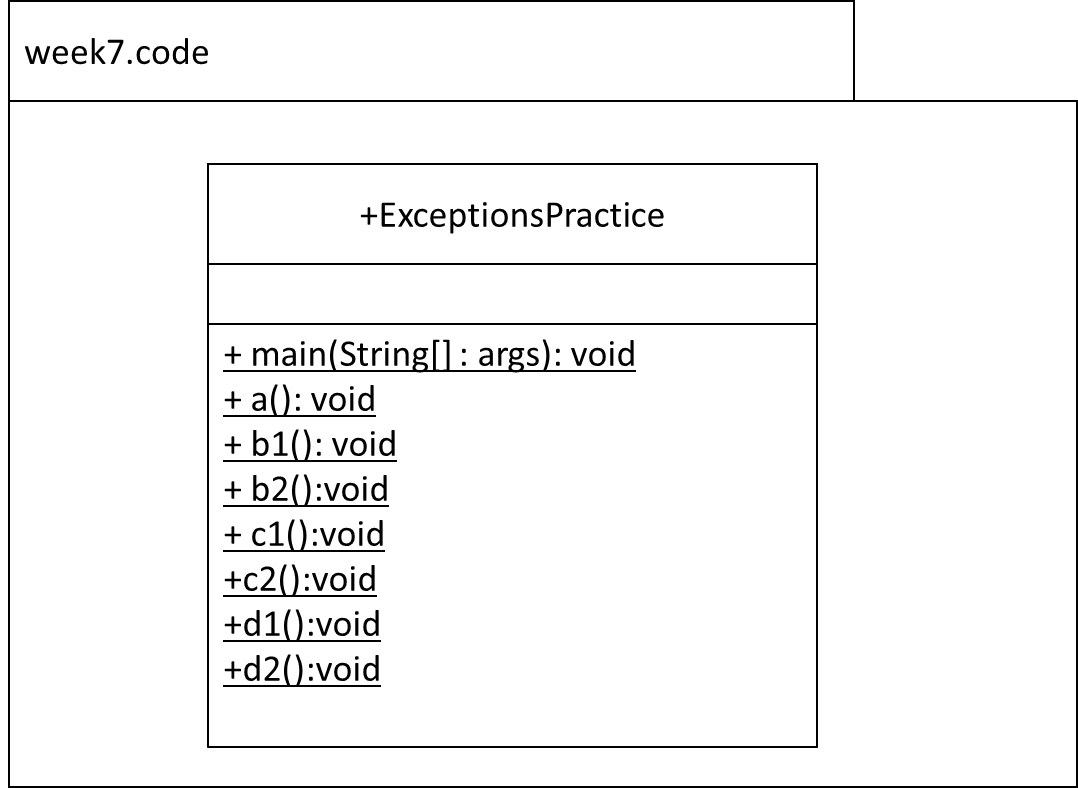 week7.code
+ExceptionsPractice
+ main(String[] : args): void
+ a(): void
+ b1(): void
+ b2():void
+ c1():void
+c2():void
+d1():void
+d2():void